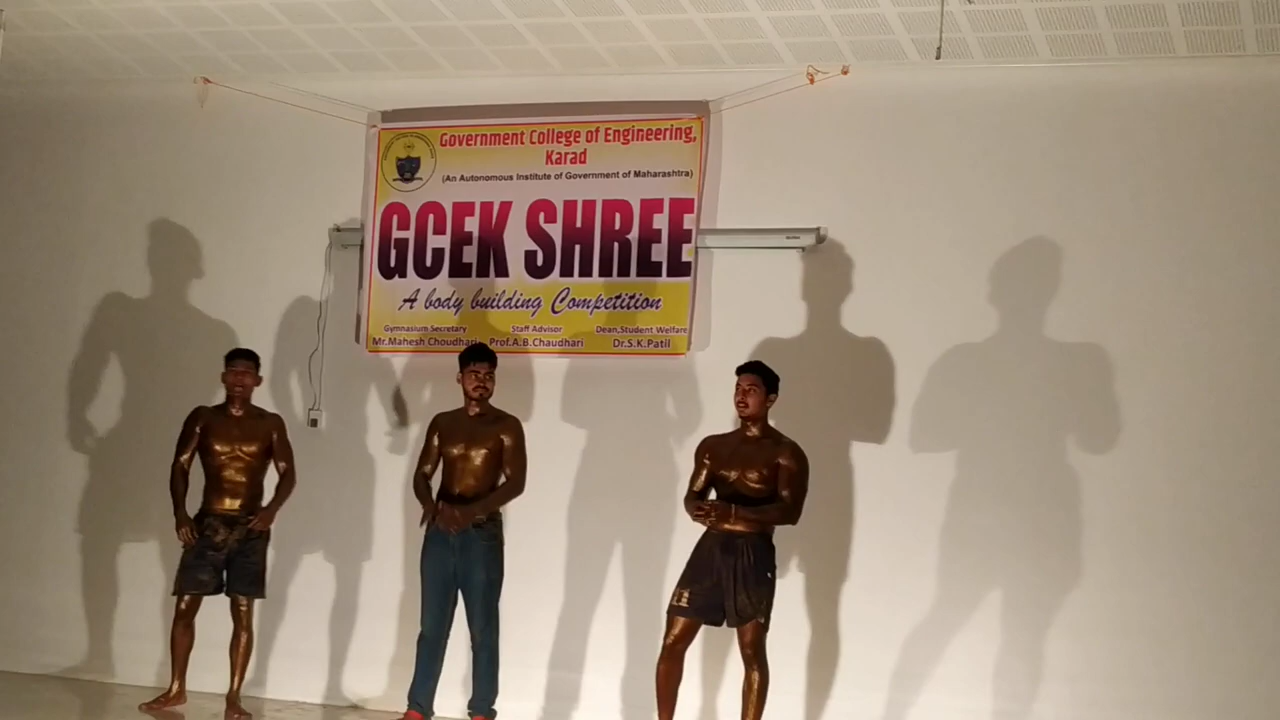 Government College of Engineering,
Karad
(An Autonomous Institute of Government of Maharashtra)
GCEK SHREE
A body building Competition
Gymnasium Secretary Staff Advisor Dean,Student Welfare
Mr.Mahesh Choudhari Prof.A.B.Chaudhari Dr.S.K.Patil